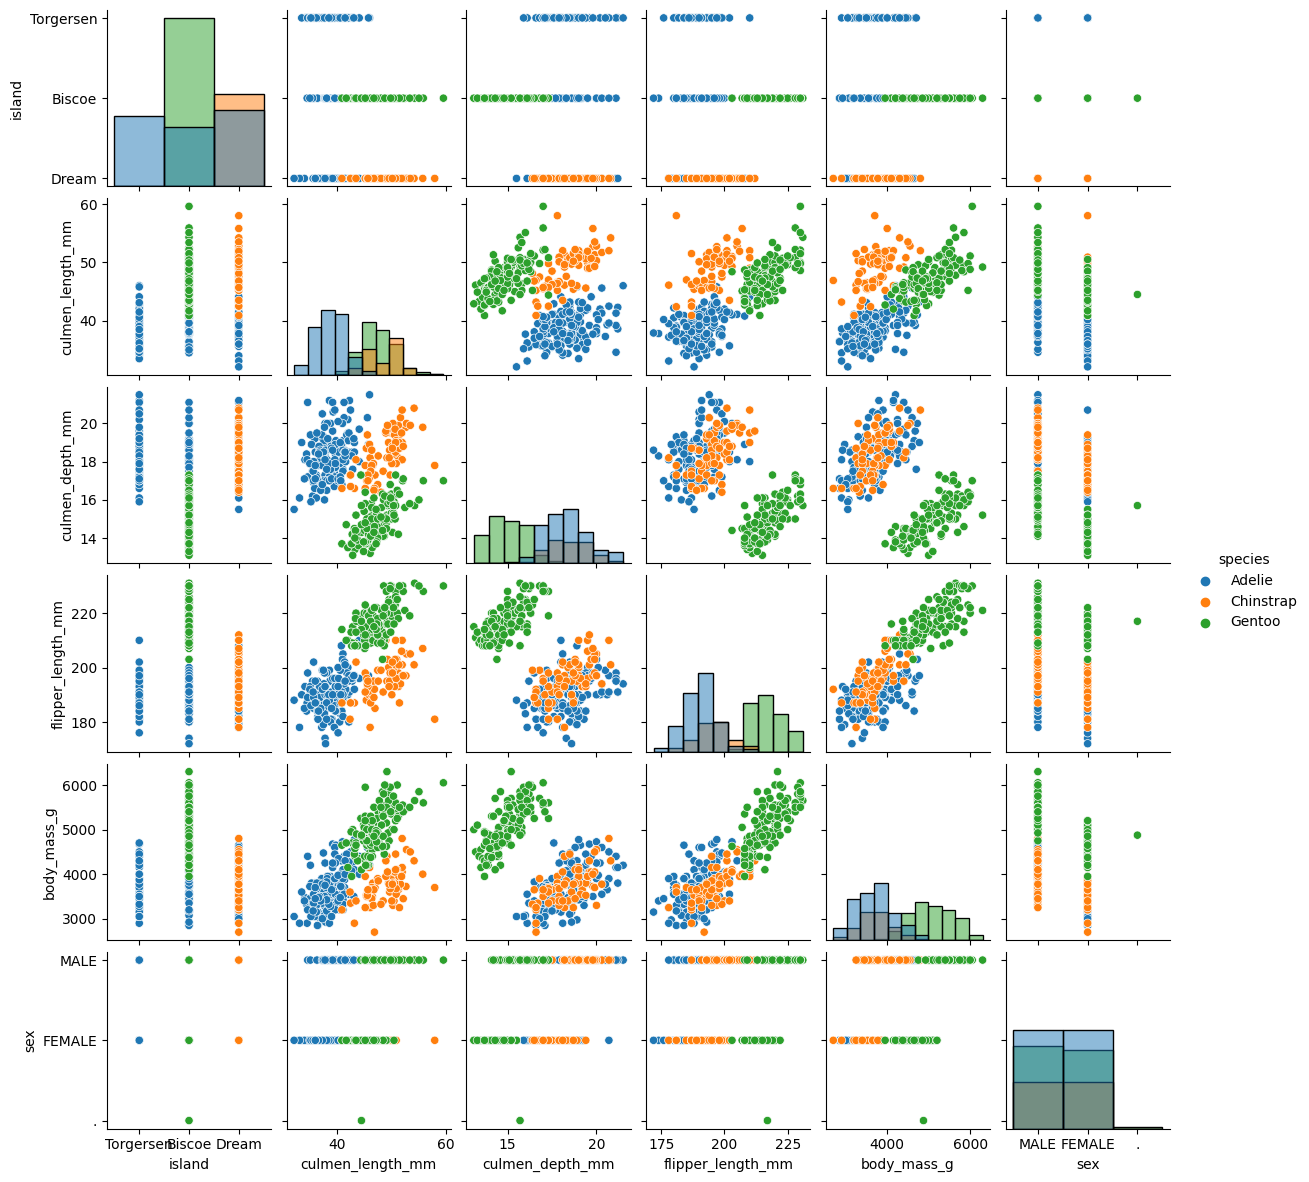 Torgersen
Biscoe
Dream
island
60
50
40
culmen_length_mm
20
18
16
14
culmen_depth_mm
220
200
180
flipper_length_mm
6000
5000
4000
3000
body_mass_g
MALE
FEMALE
.
sex
species
Adelie
Chinstrap
Gentoo
Torgersen Biscoe Dream
island
40 60
culmen_length_mm
15 20
culmen_depth_mm
175 200 225
flipper_length_mm
4000 6000
body_mass_g
MALE FEMALE .
sex